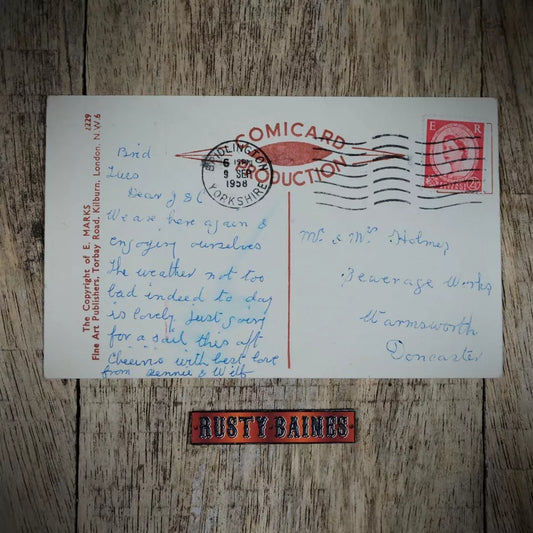 The Copyright of E. MARKS
Fine Art Publishers, Torbay Road, Kilburn, London. N.W.6
COMICARD
PRODUCTION
BRIDLINGTON
6
9 SEP
1958
YORKSHIRE
E R
Brid
Tues
Dear J & C
We are here again &
enjoying ourselves
The weather not too
bad indeed to day
is lovely Just going
for a sail this aft
Cheerio with best love
from Rennie & Wilf
Mr & Mrs Holmes
Sewerage Works
Warmsworth
Doncaster
RUSTY-BAINES